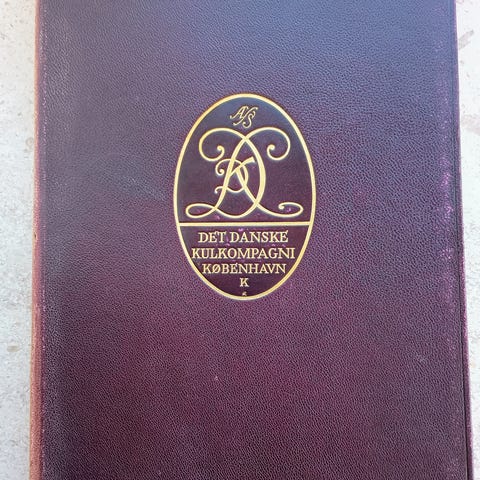 A/S
DET DANSKE
KULKOMPAGNI
KØBENHAVN
K